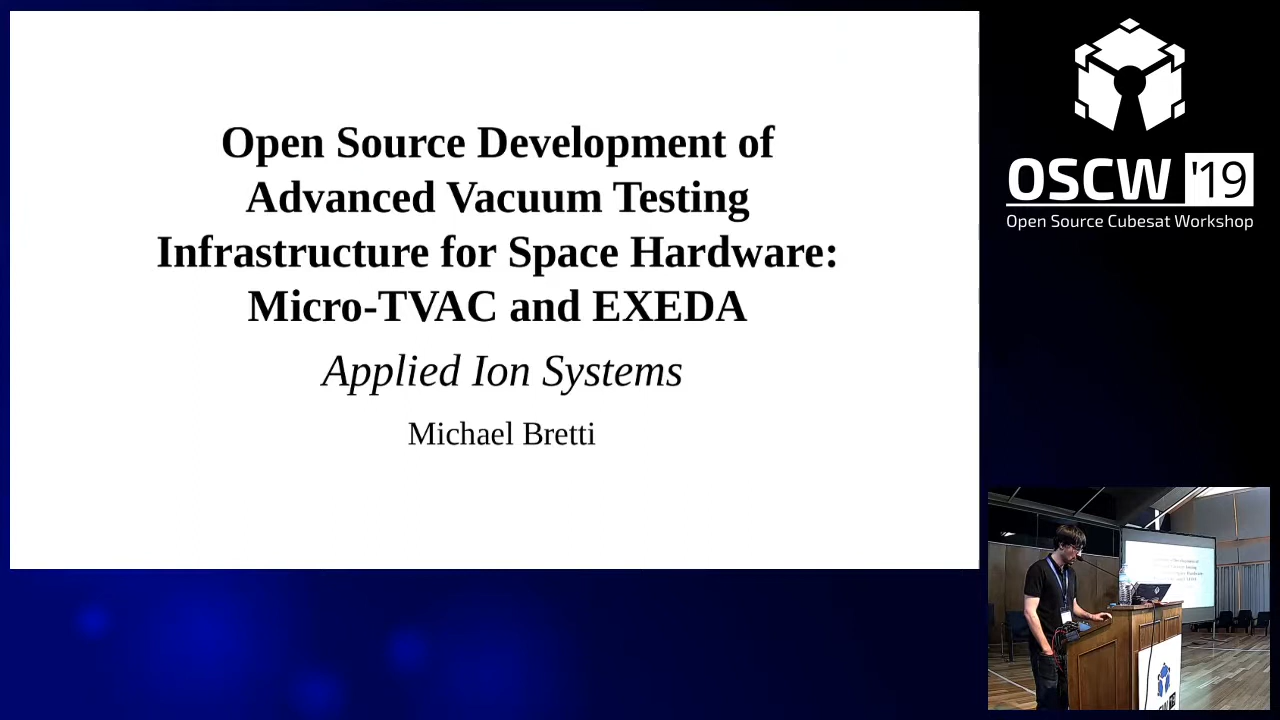 Open Source Development of
Advanced Vacuum Testing
Infrastructure for Space Hardware:
Micro-TVAC and EXEDA
Applied Ion Systems
Michael Bretti
OSCW '19
Open Source Cubesat Workshop